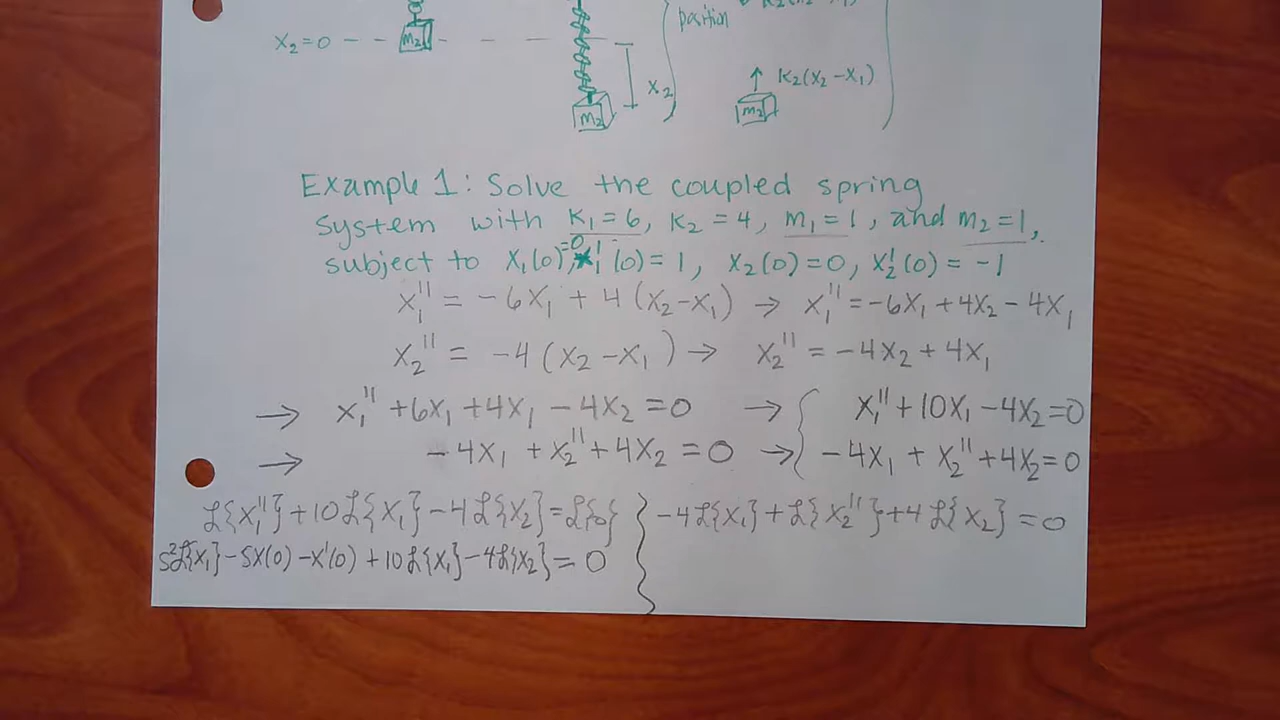 position
x₂=0
m₂
x₂
m₂
k₂(x₂-x₁)
m₂
Example 1: Solve the coupled spring
system with k₁=6, k₂=4, m₁=1, and m₂=1,
subject to x₁(0)=0, x₁'(0)=1, x₂(0)=0, x₂'(0)=-1
x₁''=-6x₁+4(x₂-x₁) → x₁''=-6x₁+4x₂-4x₁
x₂''=-4(x₂-x₁) → x₂''=-4x₂+4x₁
→ x₁''+6x₁+4x₁-4x₂=0 → { x₁''+10x₁-4x₂=0
→ -4x₁+x₂''+4x₂=0 → -4x₁+x₂''+4x₂=0
ℒ{x₁''}+10ℒ{x₁}-4ℒ{x₂}=ℒ{0} -4ℒ{x₁}+ℒ{x₂''}+4ℒ{x₂}=0
s²ℒ{x₁}-sx(0)-x'(0)+10ℒ{x₁}-4ℒ{x₂}=0